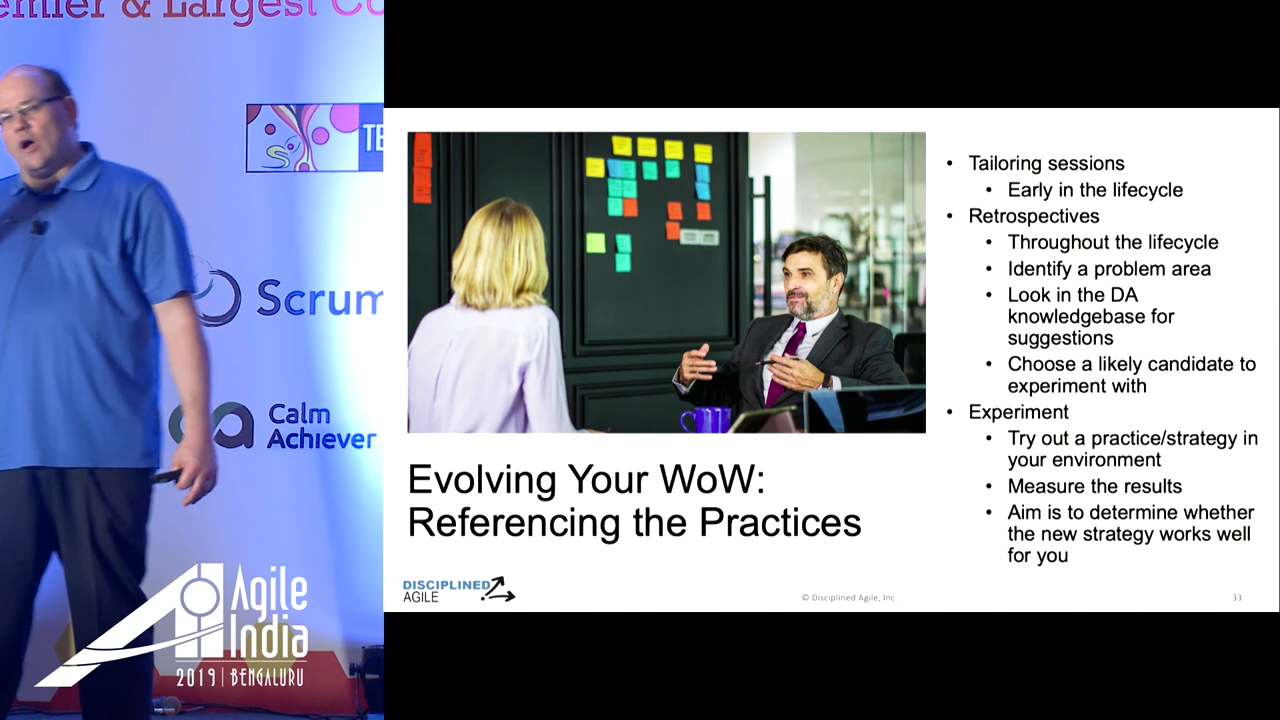 Premier & Largest Co
TE
Scrum
Calm
Achiever
Agile
India
2019 | BENGALURU
Evolving Your WoW:
Referencing the Practices
DISCIPLINED
AGILE
• Tailoring sessions
• Early in the lifecycle
• Retrospectives
• Throughout the lifecycle
• Identify a problem area
• Look in the DA
knowledgebase for
suggestions
• Choose a likely candidate to
experiment with
• Experiment
• Try out a practice/strategy in
your environment
• Measure the results
• Aim is to determine whether
the new strategy works well
for you
© Disciplined Agile, Inc
33